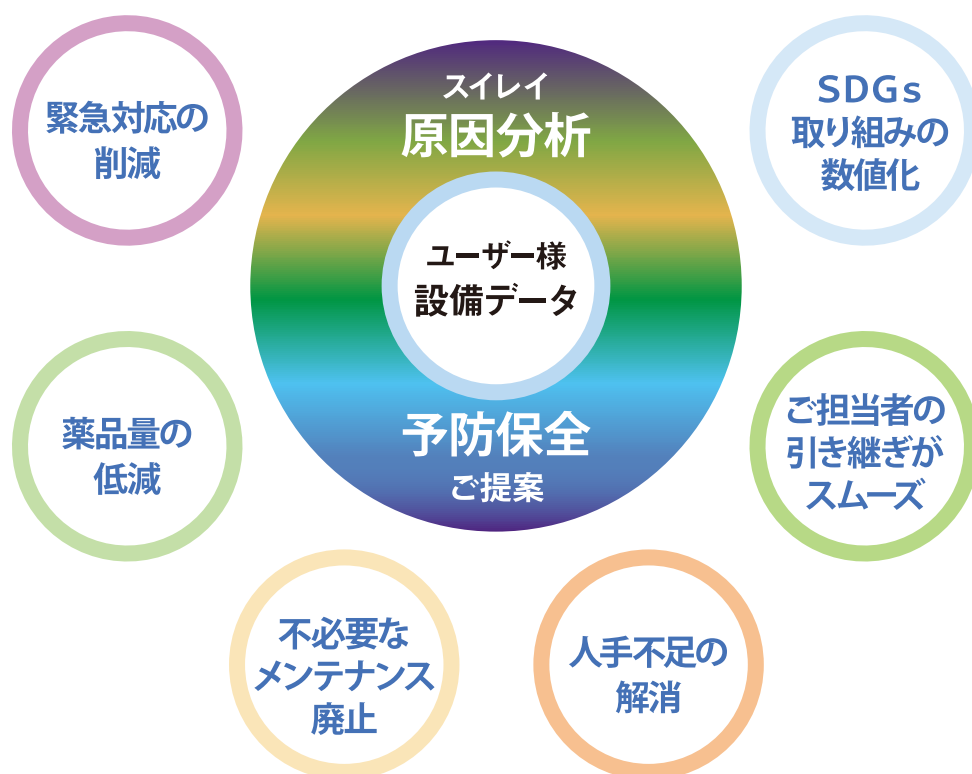 スイレイ
原因分析
ユーザー様
設備データ
予防保全
ご提案
緊急対応の
削減
SDGs
取り組みの
数値化
薬品量の
低減
ご担当者の
引き継ぎが
スムーズ
不必要な
メンテナンス
廃止
人手不足の
解消